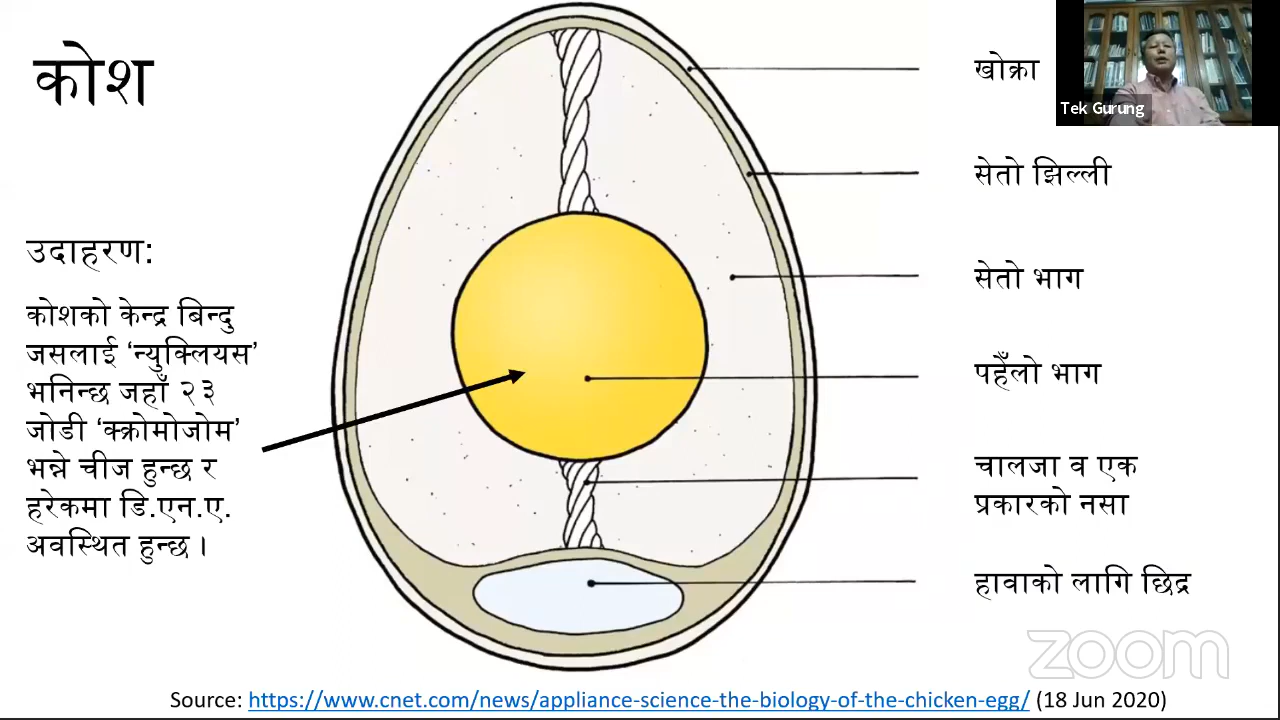 कोश
खोक्रा
Tek Gurung
सेतो झिल्ली
उदाहरण:
सेतो भाग
कोशको केन्द्र बिन्दु
जसलाई ‘न्युक्लियस’
भनिन्छ जहाँ २३
जोडी ‘क्क्रोमोजोम’
भन्ने चीज हुन्छ र
हरेकमा डि.एन.ए.
अवस्थित हुन्छ ।
पहेँलो भाग
चालजा व एक
प्रकारको नसा
हावाको लागि छिद्र
zoom
Source: https://www.cnet.com/news/appliance-science-the-biology-of-the-chicken-egg/ (18 Jun 2020)